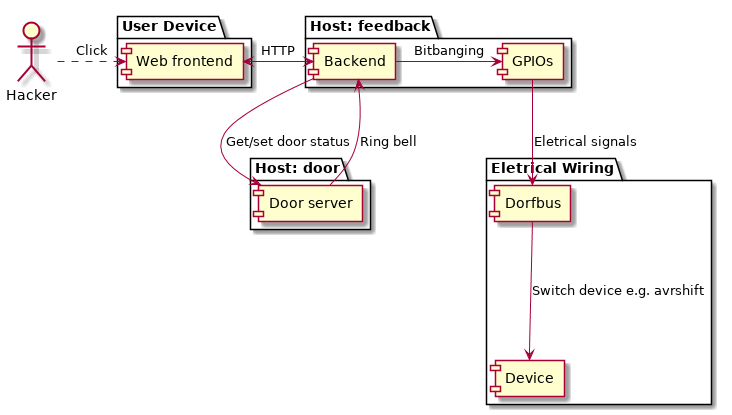 User Device
Host: feedback
Click
Web frontend
HTTP
Backend
Bitbanging
GPIOs
Hacker
Get/set door status
Ring bell
Eletrical signals
Host: door
Eletrical Wiring
Door server
Dorfbus
Switch device e.g. avrshift
Device